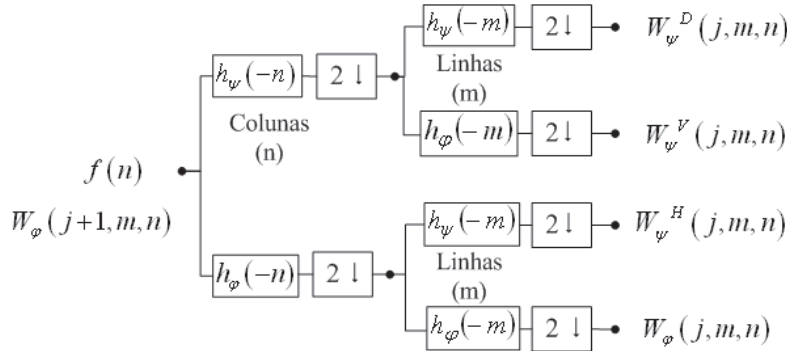 h_ψ(−m) 2↓ W_ψ^D(j,m,n)
h_ψ(−n) 2↓ Linhas
(m)
Colunas
(n)
h_φ(−m) 2↓ W_ψ^V(j,m,n)
f(n)
W_φ(j+1,m,n)
h_ψ(−m) 2↓ W_ψ^H(j,m,n)
h_φ(−n) 2↓ Linhas
(m)
h_φ(−m) 2↓ W_φ(j,m,n)